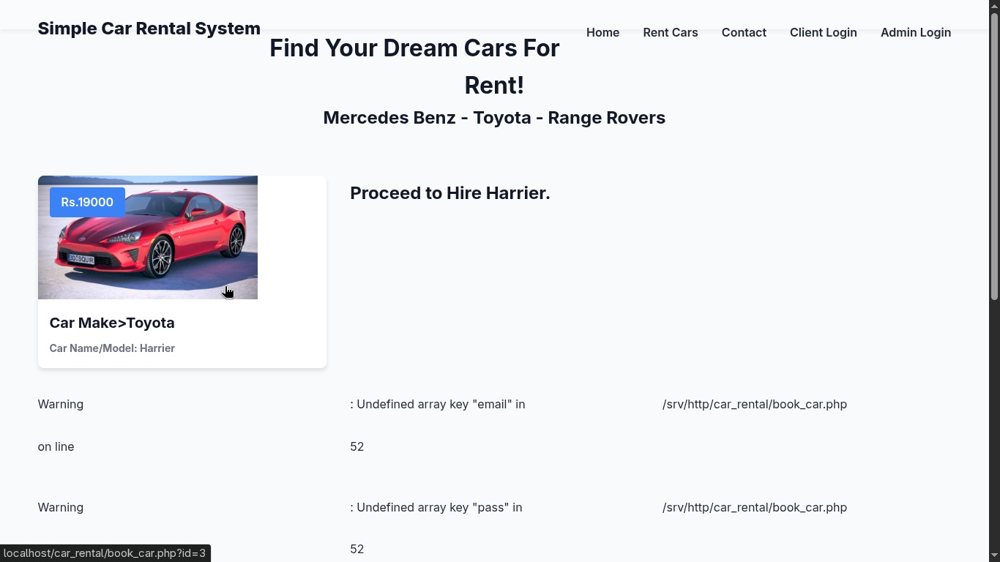 Simple Car Rental System
Home Rent Cars Contact Client Login Admin Login
Find Your Dream Cars For
Rent!
Mercedes Benz - Toyota - Range Rovers
Rs.19000
Proceed to Hire Harrier.
Car Make>Toyota
Car Name/Model: Harrier
Warning : Undefined array key "email" in /srv/http/car_rental/book_car.php
on line 52
Warning : Undefined array key "pass" in /srv/http/car_rental/book_car.php
52
localhost/car_rental/book_car.php?id=3